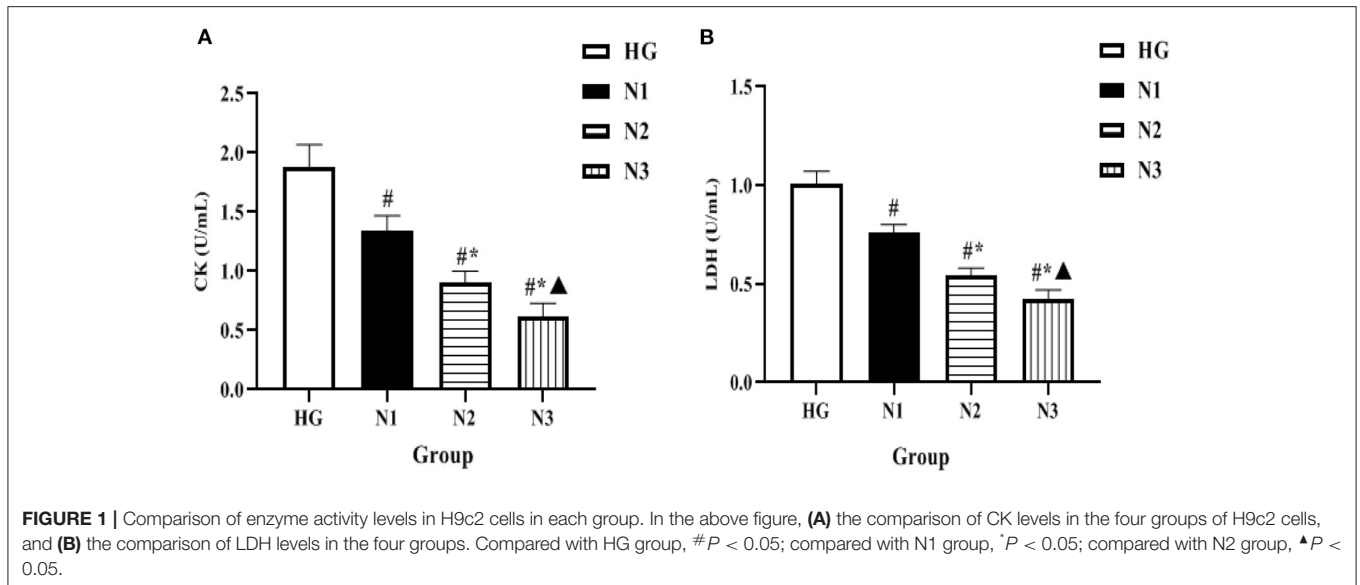 A
HG
N1
N2
N3
2.5
2.0
1.5
1.0
0.5
0.0
CK (U/mL)
#
#*
#*▲
HG N1 N2 N3
Group
B
HG
N1
N2
N3
1.5
1.0
0.5
0.0
LDH (U/mL)
#
#*
#*▲
HG N1 N2 N3
Group
FIGURE 1 | Comparison of enzyme activity levels in H9c2 cells in each group. In the above figure, (A) the comparison of CK levels in the four groups of H9c2 cells,
and (B) the comparison of LDH levels in the four groups. Compared with HG group, #P < 0.05; compared with N1 group, *P < 0.05; compared with N2 group, ▲P <
0.05.